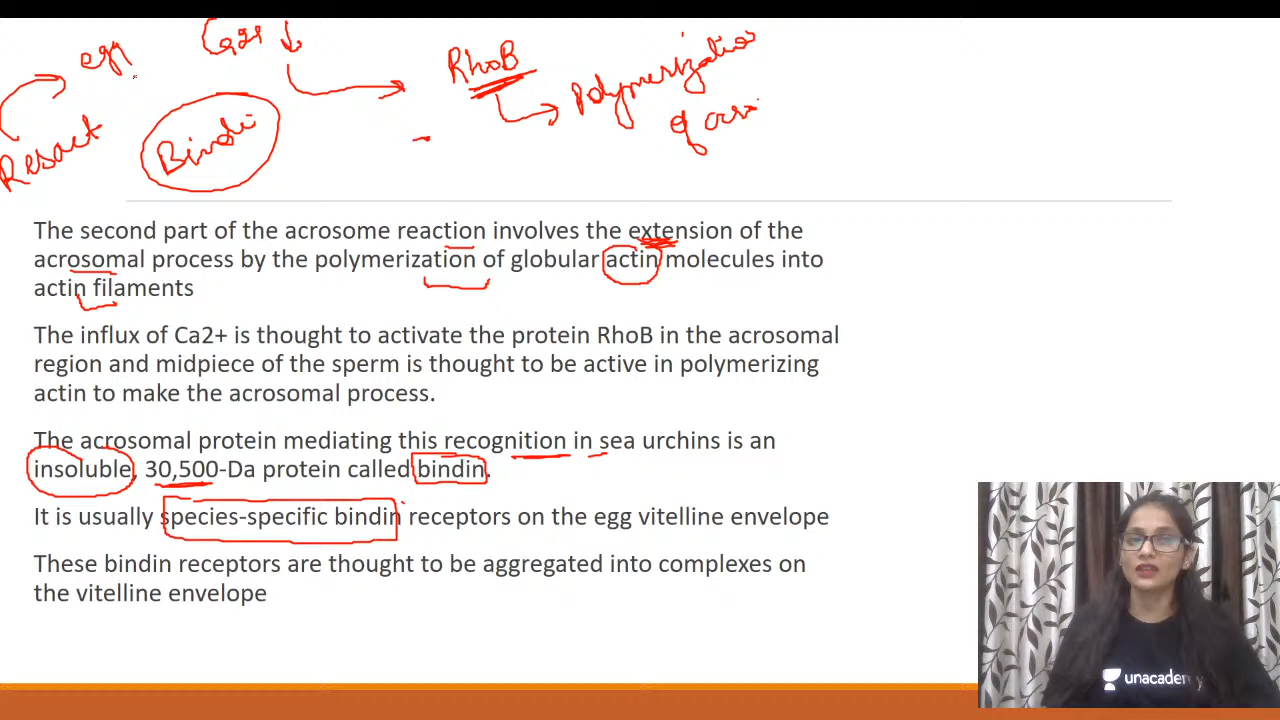 egg
Ca2+ ↓
RhoB
Polymerization
of
Resact
Bindi
The second part of the acrosome reaction involves the extension of the
acrosomal process by the polymerization of globular actin molecules into
actin filaments
The influx of Ca2+ is thought to activate the protein RhoB in the acrosomal
region and midpiece of the sperm is thought to be active in polymerizing
actin to make the acrosomal process.
The acrosomal protein mediating this recognition in sea urchins is an
insoluble, 30,500-Da protein called bindin.
It is usually species-specific bindin receptors on the egg vitelline envelope
These bindin receptors are thought to be aggregated into complexes on
the vitelline envelope
unacademy